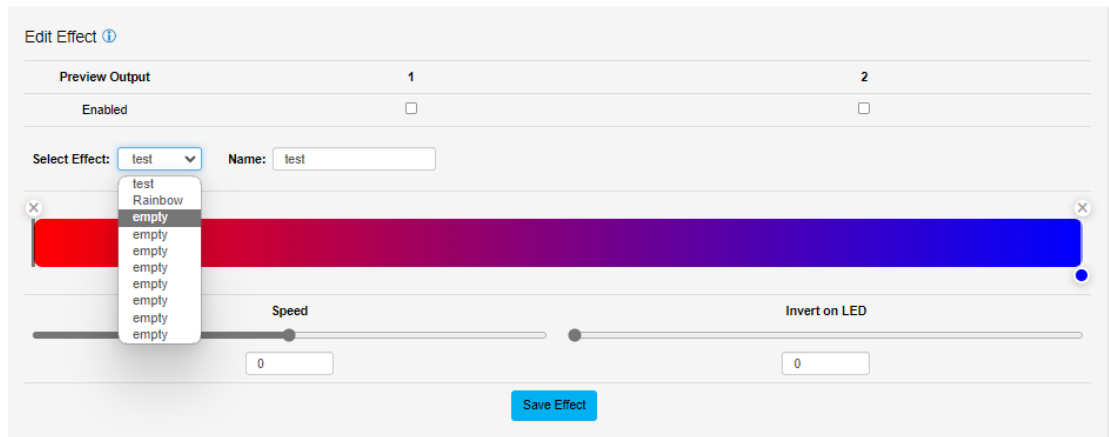 Edit Effect
Preview Output 1 2
Enabled
Select Effect: test Name: test
test
Rainbow
empty
empty
empty
empty
empty
empty
empty
empty
Speed Invert on LED
0 0
Save Effect